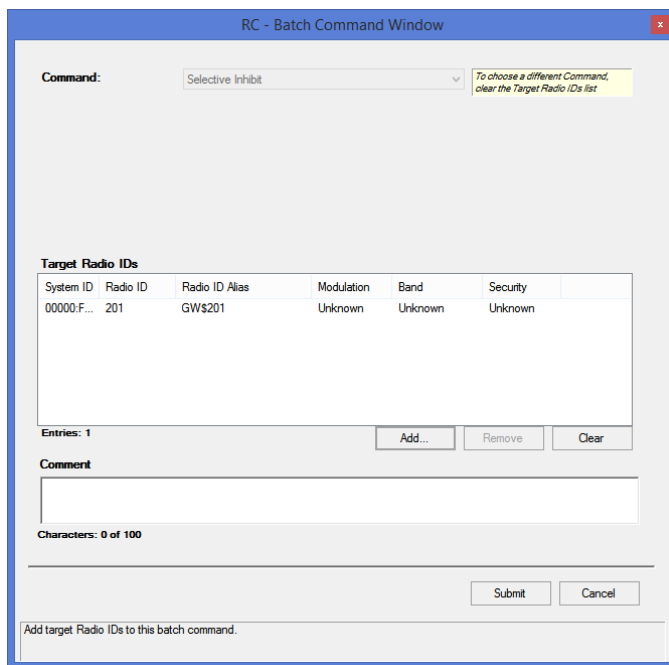 RC - Batch Command Window
x
Command:
Selective Inhibit
To choose a different Command,
clear the Target Radio IDs list
Target Radio IDs
System ID Radio ID Radio ID Alias Modulation Band Security
00000:F... 201 GW$201 Unknown Unknown Unknown
Entries: 1
Add... Remove Clear
Comment
Characters: 0 of 100
Submit Cancel
Add target Radio IDs to this batch command.